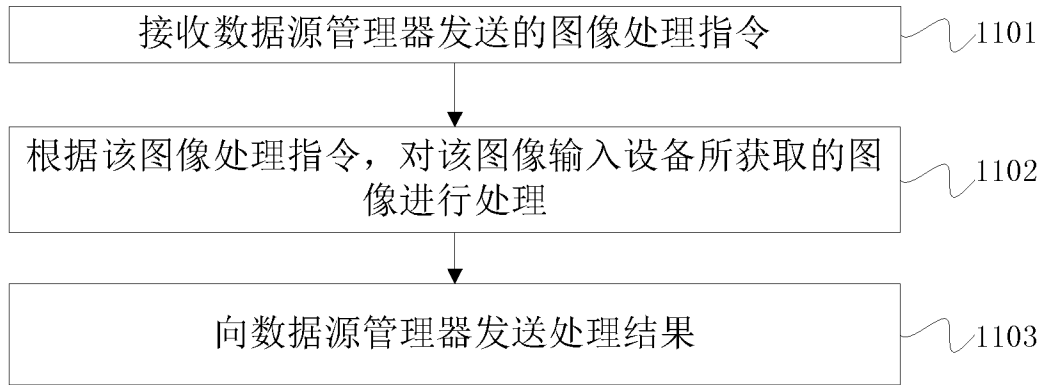 接收数据源管理器发送的图像处理指令
1101
根据该图像处理指令，对该图像输入设备所获取的图
像进行处理
1102
向数据源管理器发送处理结果
1103